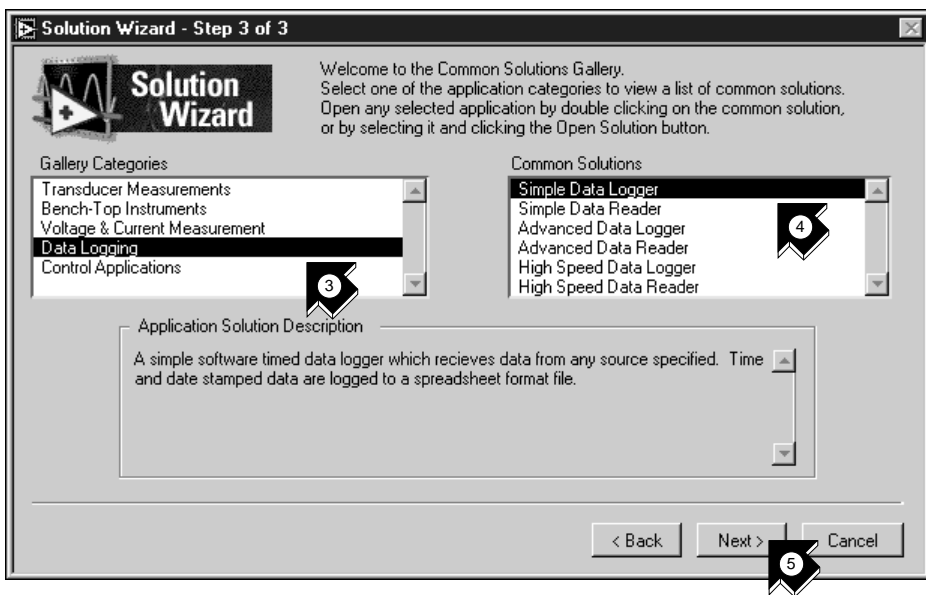 Solution Wizard - Step 3 of 3
Solution
Wizard
Welcome to the Common Solutions Gallery.
Select one of the application categories to view a list of common solutions.
Open any selected application by double clicking on the common solution,
or by selecting it and clicking the Open Solution button.
Gallery Categories
Transducer Measurements
Bench-Top Instruments
Voltage & Current Measurement
Data Logging
Control Applications
3
Common Solutions
Simple Data Logger
Simple Data Reader
Advanced Data Logger
Advanced Data Reader
High Speed Data Logger
High Speed Data Reader
4
Application Solution Description
A simple software timed data logger which recieves data from any source specified. Time
and date stamped data are logged to a spreadsheet format file.
< Back
Next >
Cancel
5